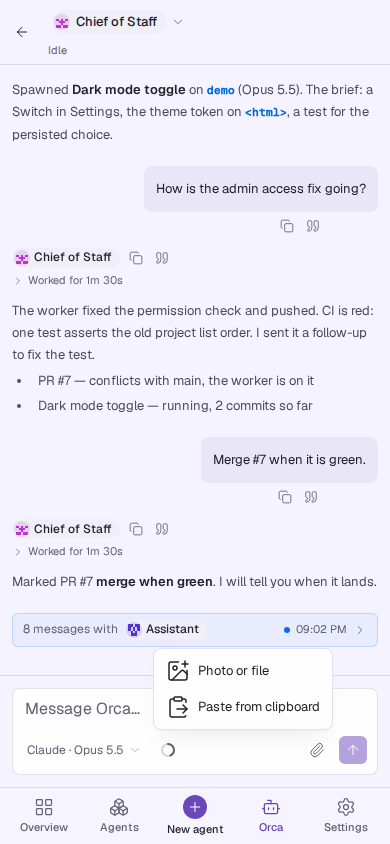 Chief of Staff
Idle
Spawned Dark mode toggle on demo (Opus 5.5). The brief: a
Switch in Settings, the theme token on <html>, a test for the
persisted choice.
How is the admin access fix going?
Chief of Staff
Worked for 1m 30s
The worker fixed the permission check and pushed. CI is red:
one test asserts the old project list order. I sent it a follow-up
to fix the test.
• PR #7 — conflicts with main, the worker is on it
• Dark mode toggle — running, 2 commits so far
Merge #7 when it is green.
Chief of Staff
Worked for 1m 30s
Marked PR #7 merge when green. I will tell you when it lands.
8 messages with Assistant 09:02 PM
Photo or file
Paste from clipboard
Message Orca...
Claude · Opus 5.5
Overview Agents New agent Orca Settings